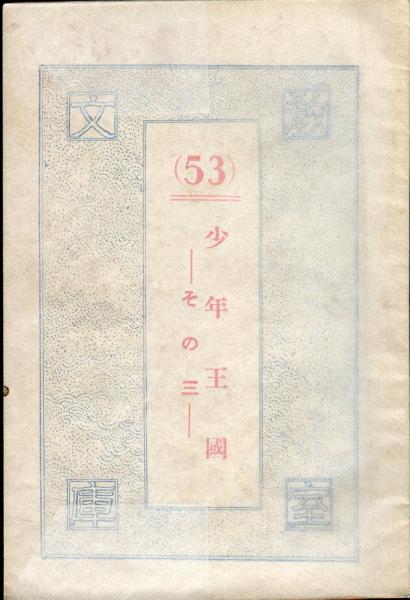 教室文庫
(53)
少年王國
―その三―